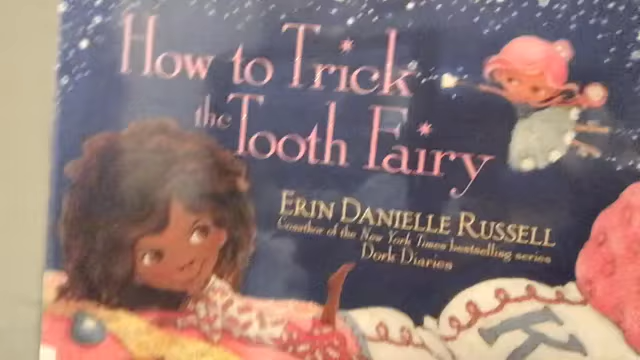 How to Trick
the Tooth Fairy
ERIN DANIELLE RUSSELL
Coauthor of the New York Times bestselling series
Dork Diaries
K